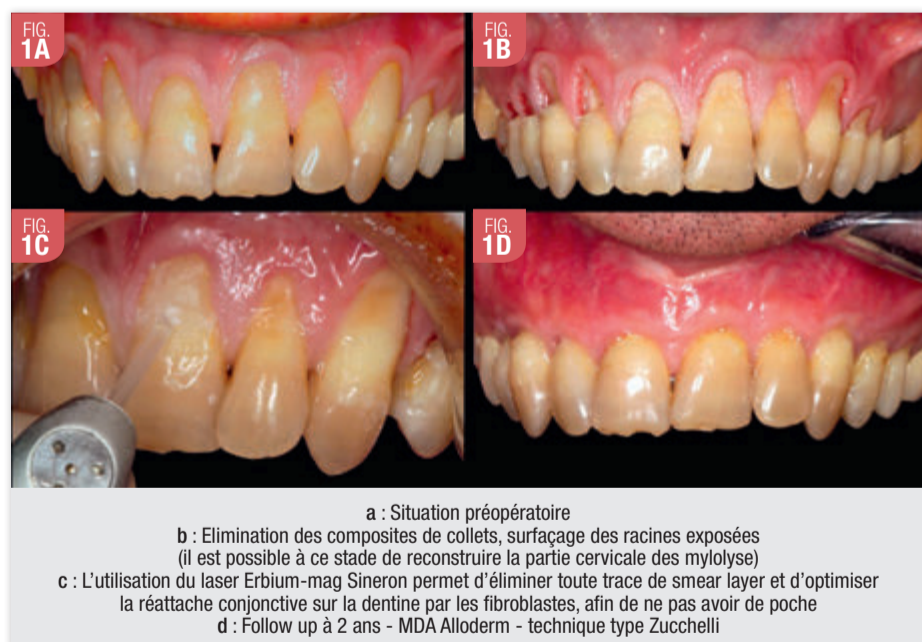 FIG.
1A
FIG.
1B
FIG.
1C
FIG.
1D
a : Situation préopératoire
b : Elimination des composites de collets, surfaçage des racines exposées
(il est possible à ce stade de reconstruire la partie cervicale des mylolyse)
c : L’utilisation du laser Erbium-mag Sineron permet d’éliminer toute trace de smear layer et d’optimiser
la réattache conjonctive sur la dentine par les fibroblastes, afin de ne pas avoir de poche
d : Follow up à 2 ans - MDA Alloderm - technique type Zucchelli